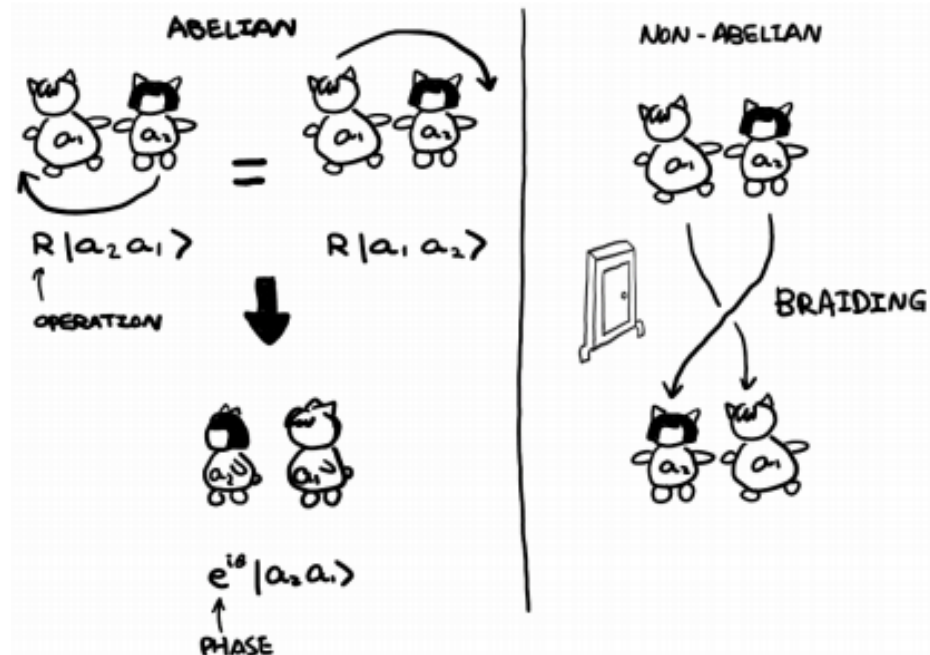 ABELIAN
a₁ a₂ = a₁ a₂
R|a₂ a₁⟩ R|a₁ a₂⟩
OPERATION
a₂ a₁
e^{iθ}|a₂ a₁⟩
PHASE
NON-ABELIAN
a₁ a₂
BRAIDING
a₂ a₁